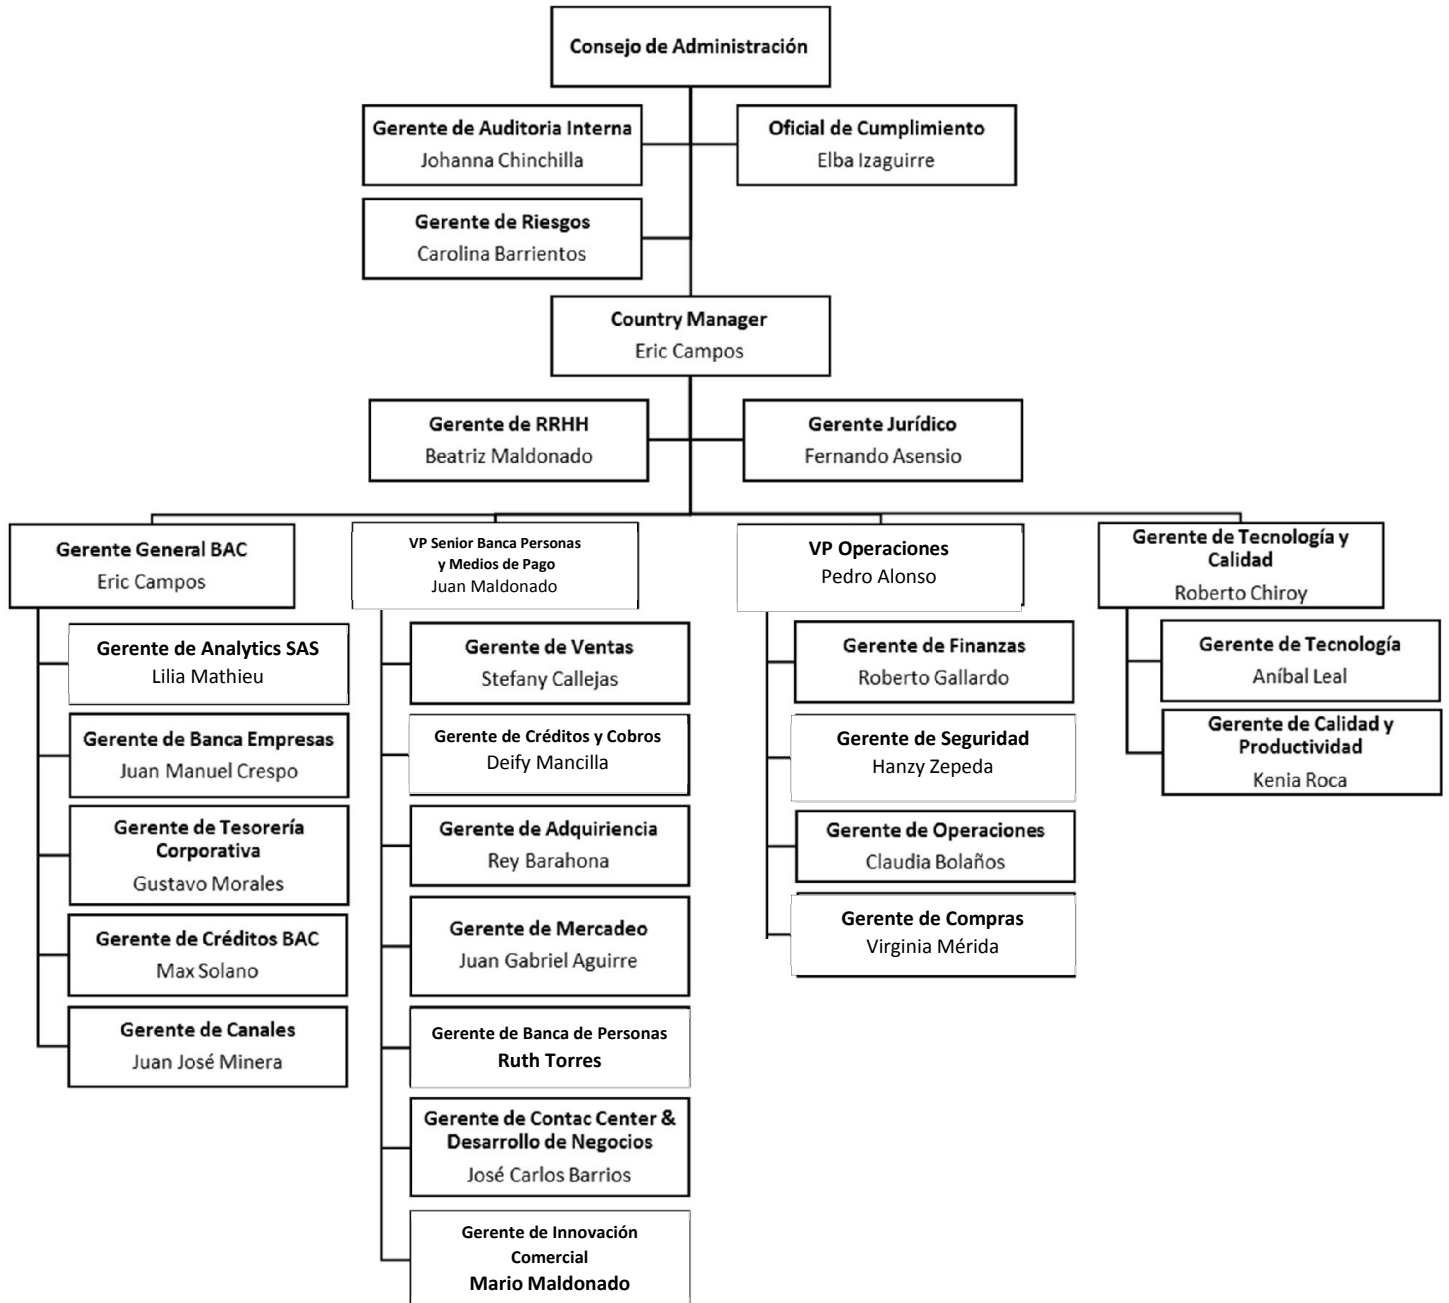 Consejo de Administración
Gerente de Auditoria Interna
Johanna Chinchilla
Oficial de Cumplimiento
Elba Izaguirre
Gerente de Riesgos
Carolina Barrientos
Country Manager
Eric Campos
Gerente de RRHH
Beatriz Maldonado
Gerente Jurídico
Fernando Asensio
Gerente General BAC
Eric Campos
Gerente de Analytics SAS
Lilia Mathieu
Gerente de Banca Empresas
Juan Manuel Crespo
Gerente de Tesorería
Corporativa
Gustavo Morales
Gerente de Créditos BAC
Max Solano
Gerente de Canales
Juan José Minera
VP Senior Banca Personas
y Medios de Pago
Juan Maldonado
Gerente de Ventas
Stefany Callejas
Gerente de Créditos y Cobros
Deify Mancilla
Gerente de Adquiriencia
Rey Barahona
Gerente de Mercadeo
Juan Gabriel Aguirre
Gerente de Banca de Personas
Ruth Torres
Gerente de Contac Center &
Desarrollo de Negocios
José Carlos Barrios
Gerente de Innovación
Comercial
Mario Maldonado
VP Operaciones
Pedro Alonso
Gerente de Finanzas
Roberto Gallardo
Gerente de Seguridad
Hanzy Zepeda
Gerente de Operaciones
Claudia Bolaños
Gerente de Compras
Virginia Mérida
Gerente de Tecnología y
Calidad
Roberto Chiroy
Gerente de Tecnología
Aníbal Leal
Gerente de Calidad y
Productividad
Kenia Roca